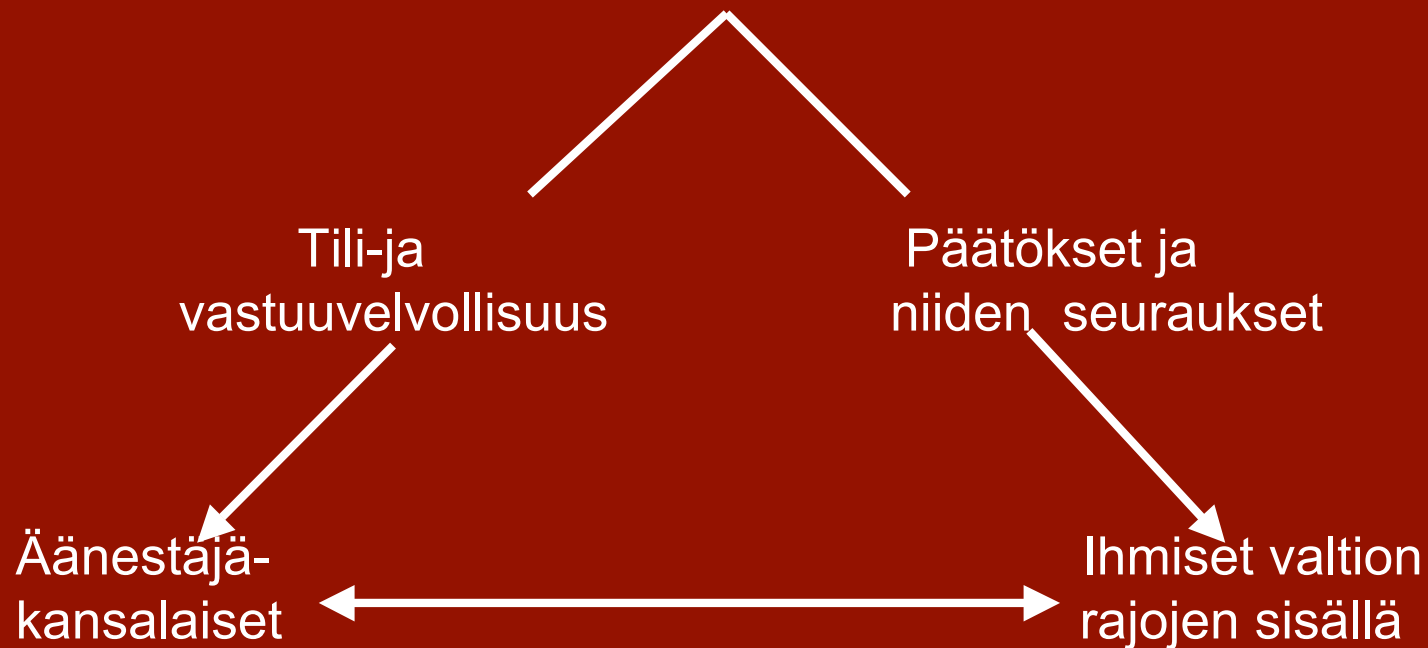 Tili-ja
vastuuvelvollisuus
Päätökset ja
niiden seuraukset
Äänestäjä-
kansalaiset
Ihmiset valtion
rajojen sisällä